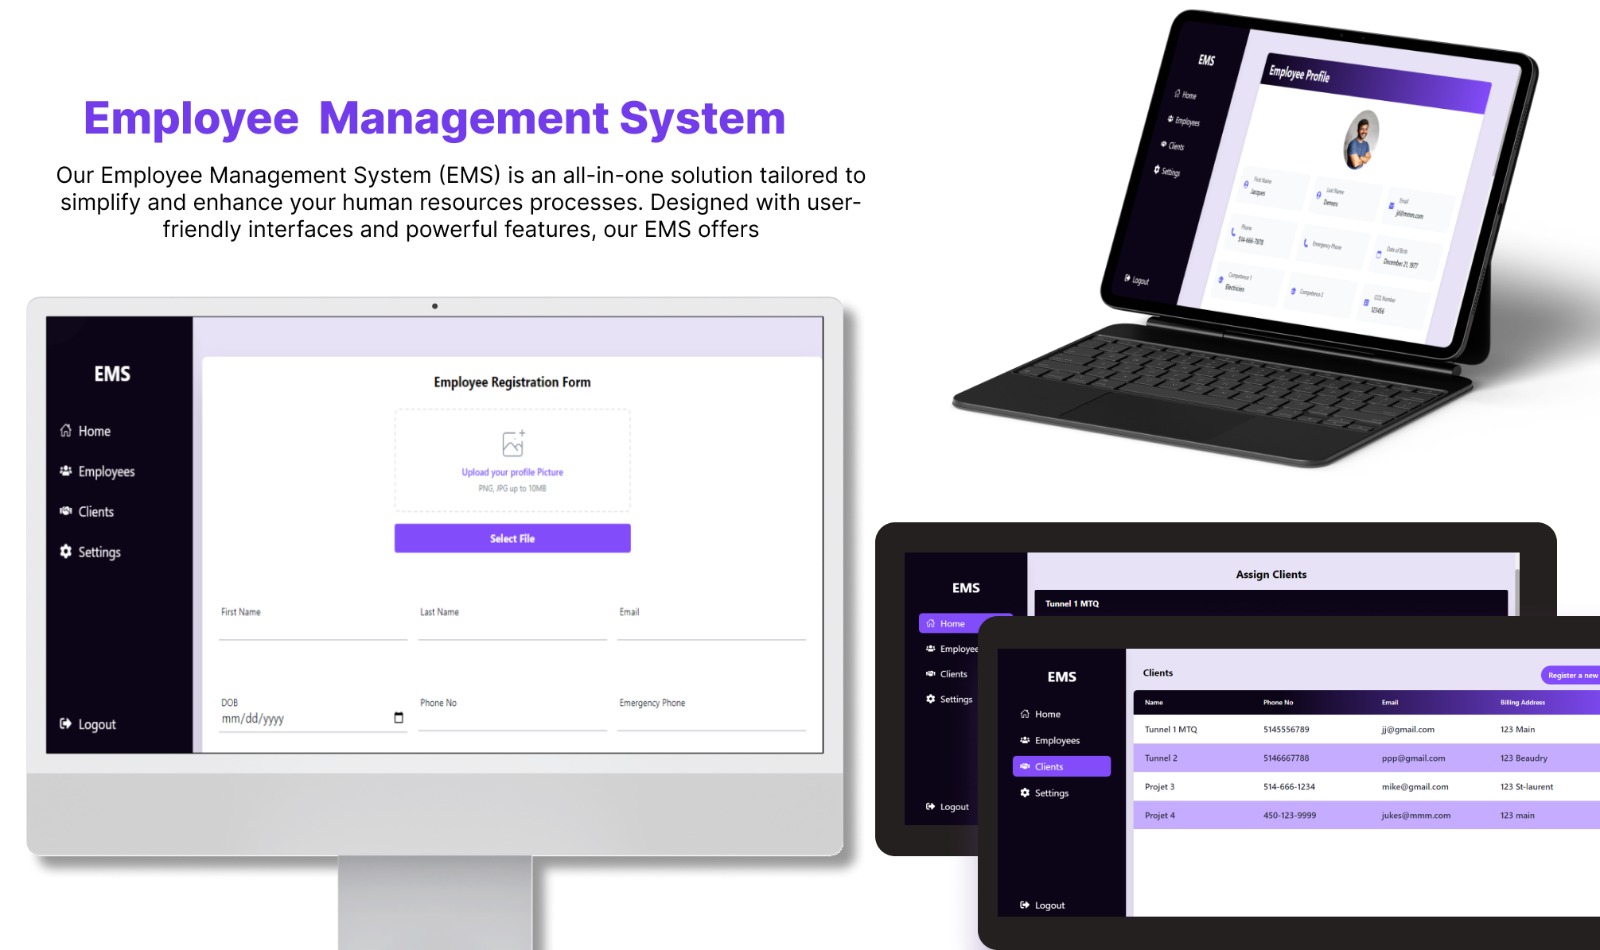 Employee Management System
Our Employee Management System (EMS) is an all-in-one solution tailored to
simplify and enhance your human resources processes. Designed with user-
friendly interfaces and powerful features, our EMS offers
EMS
Home
Employees
Clients
Settings
Logout
Employee Registration Form
Upload your profile Picture
PNG, JPG up to 10MB
Select File
First Name
Last Name
Email
DOB
mm/dd/yyyy
Phone No
Emergency Phone
EMS
Home
Employees
Clients
Settings
Logout
Employee Profile
First Name
Jacques
Last Name
Demers
Email
Phone
514-666-7878
Emergency Phone
Date of Birth
December 21, 1977
Competence 1
Electricien
Competence 2
CCQ Number
123456
EMS
Home
Employee
Clients
Settings
Logout
Assign Clients
Tunnel 1 MTQ
EMS
Home
Employees
Clients
Settings
Logout
Clients
Register a new
Name Phone No Email Billing Address
Tunnel 1 MTQ 5145556789 jj@gmail.com 123 Main
Tunnel 2 5146667788 ppp@gmail.com 123 Beaudry
Projet 3 514-666-1234 mike@gmail.com 123 St-laurent
Projet 4 450-123-9999 jukes@mmm.com 123 main